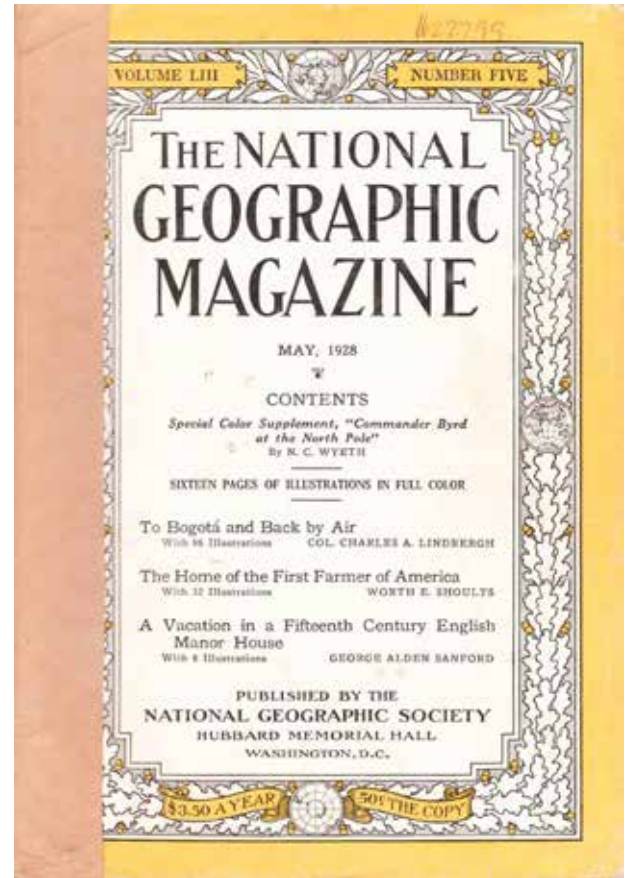 VOLUME LIII
NUMBER FIVE
THE NATIONAL
GEOGRAPHIC
MAGAZINE
MAY, 1928
CONTENTS
Special Color Supplement, "Commander Byrd
at the North Pole"
By N. C. WYETH
SIXTEEN PAGES OF ILLUSTRATIONS IN FULL COLOR
To Bogotá and Back by Air
With Illustrations COL. CHARLES A. LINDBERGH
The Home of the First Farmer of America
With 32 Illustrations WORTH E. SHOULTS
A Vacation in a Fifteenth Century English
Manor House
With Illustrations GEORGE ALDEN SANFORD
PUBLISHED BY THE
NATIONAL GEOGRAPHIC SOCIETY
HUBBARD MEMORIAL HALL
WASHINGTON, D.C.
$3.50 A YEAR
50¢ THE COPY